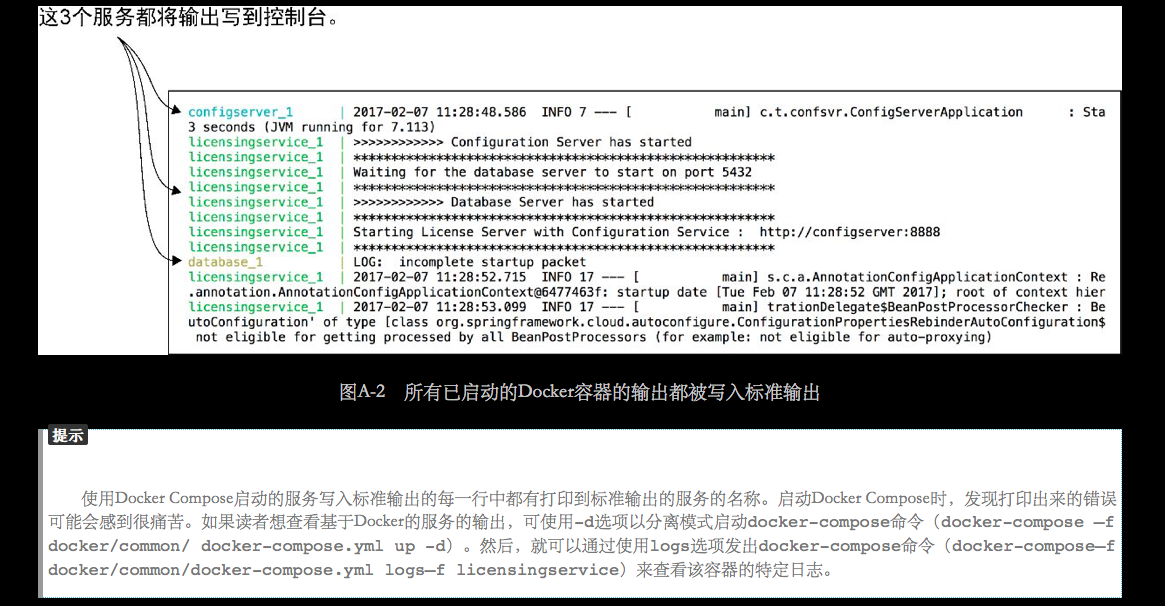 这3个服务都将输出写到控制台。
configserver_1 | 2017-02-07 11:28:48.586 INFO 7 --- [ main] c.t.confsvr.ConfigServerApplication : Sta
3 seconds (JVM running for 7.113)
licensingservice_1 | >>>>>>>>>>>> Configuration Server has started
licensingservice_1 | ********************************************************
licensingservice_1 | Waiting for the database server to start on port 5432
licensingservice_1 | ********************************************************
licensingservice_1 | >>>>>>>>>>>> Database Server has started
licensingservice_1 | ********************************************************
licensingservice_1 | Starting License Server with Configuration Service : http://configserver:8888
licensingservice_1 | ********************************************************
database_1 | LOG: incomplete startup packet
licensingservice_1 | 2017-02-07 11:28:52.715 INFO 17 --- [ main] s.c.a.AnnotationConfigApplicationContext : Re
.annotation.AnnotationConfigApplicationContext@6477463f: startup date [Tue Feb 07 11:28:52 GMT 2017]; root of context hier
licensingservice_1 | 2017-02-07 11:28:53.099 INFO 17 --- [ main] trationDelegate$BeanPostProcessorChecker : Be
utoConfiguration' of type [class org.springframework.cloud.autoconfigure.ConfigurationPropertiesRebinderAutoConfiguration$
not eligible for getting processed by all BeanPostProcessors (for example: not eligible for auto-proxying)
图A-2 所有已启动的Docker容器的输出都被写入标准输出
提示
使用Docker Compose启动的服务写入标准输出的每一行中都有打印到标准输出的服务的名称。启动Docker Compose时，发现打印出来的错误
可能会感到很痛苦。如果读者想查看基于Docker的服务的输出，可使用-d选项以分离模式启动docker-compose命令（docker-compose –f
docker/common/ docker-compose.yml up -d）。然后，就可以通过使用logs选项发出docker-compose命令（docker-compose–f
docker/common/docker-compose.yml logs–f licensingservice）来查看该容器的特定日志。